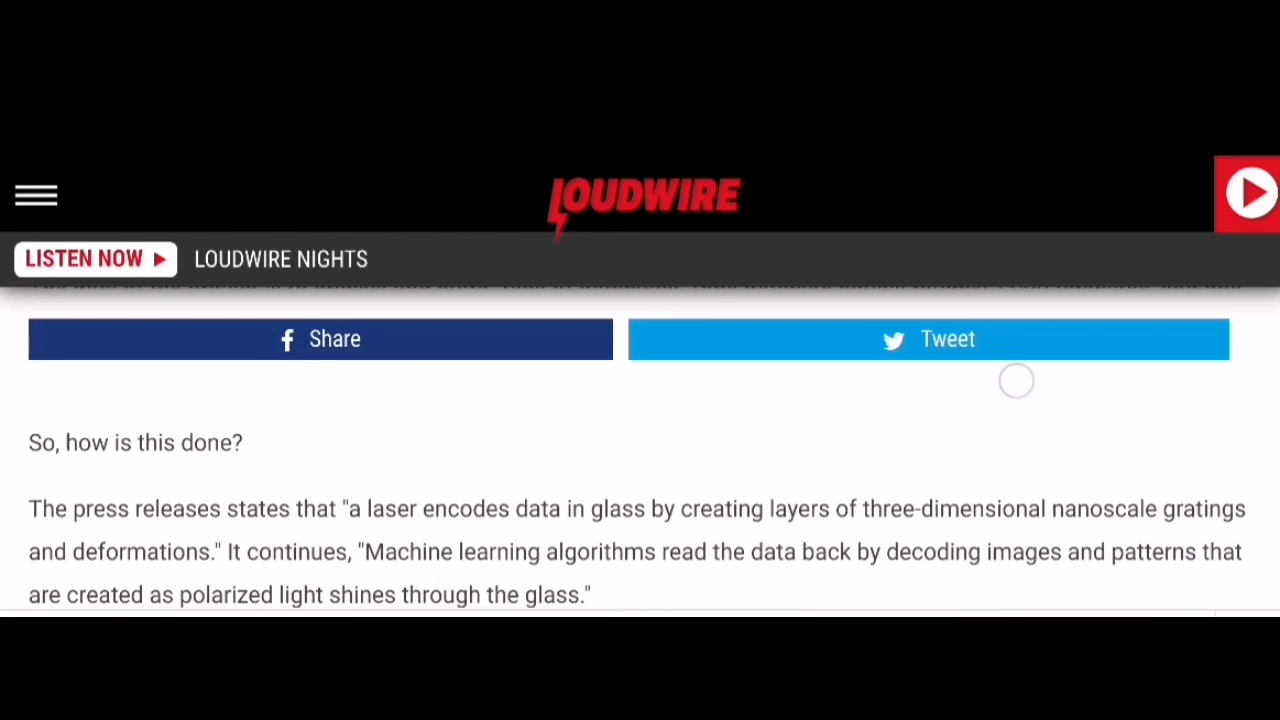 LOUDWIRE
LISTEN NOW
LOUDWIRE NIGHTS
Share
Tweet
So, how is this done?
The press releases states that "a laser encodes data in glass by creating layers of three-dimensional nanoscale gratings
and deformations." It continues, "Machine learning algorithms read the data back by decoding images and patterns that
are created as polarized light shines through the glass."